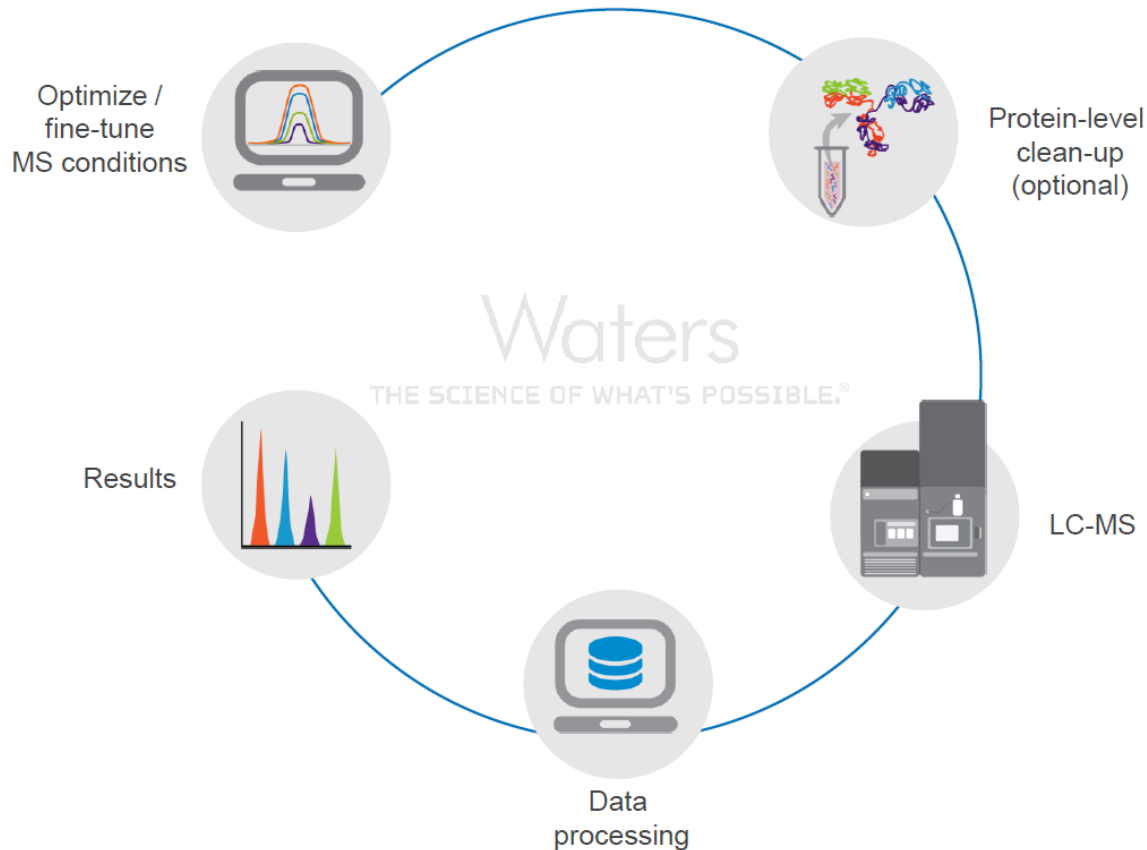 Optimize /
fine-tune
MS conditions
Protein-level
clean-up
(optional)
Waters
THE SCIENCE OF WHAT'S POSSIBLE.®
Results
LC-MS
Data
processing